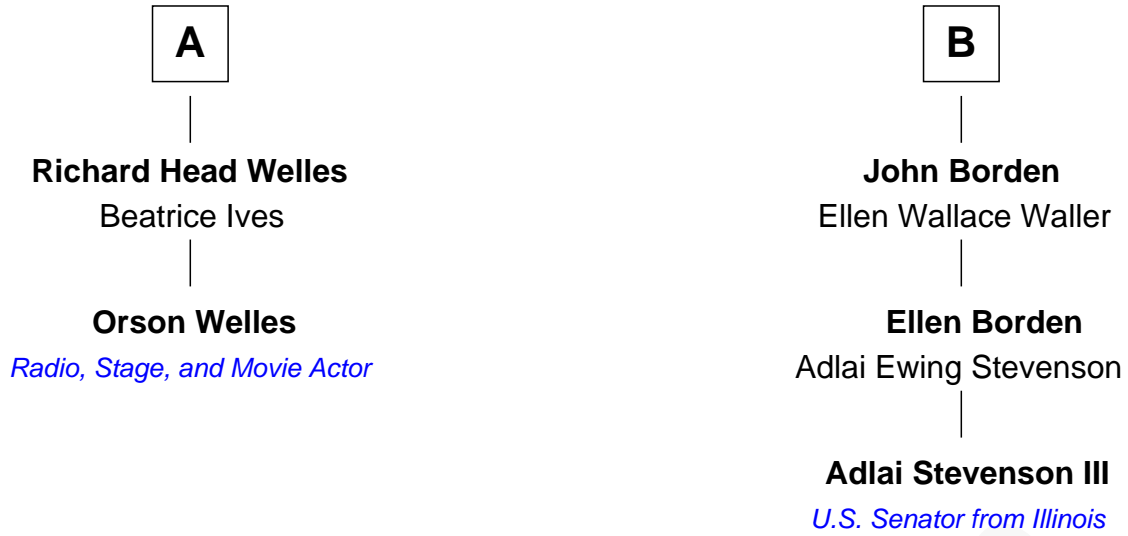 A
Richard Head Welles
Beatrice Ives
Orson Welles
Radio, Stage, and Movie Actor
B
John Borden
Ellen Wallace Waller
Ellen Borden
Adlai Ewing Stevenson
Adlai Stevenson III
U.S. Senator from Illinois